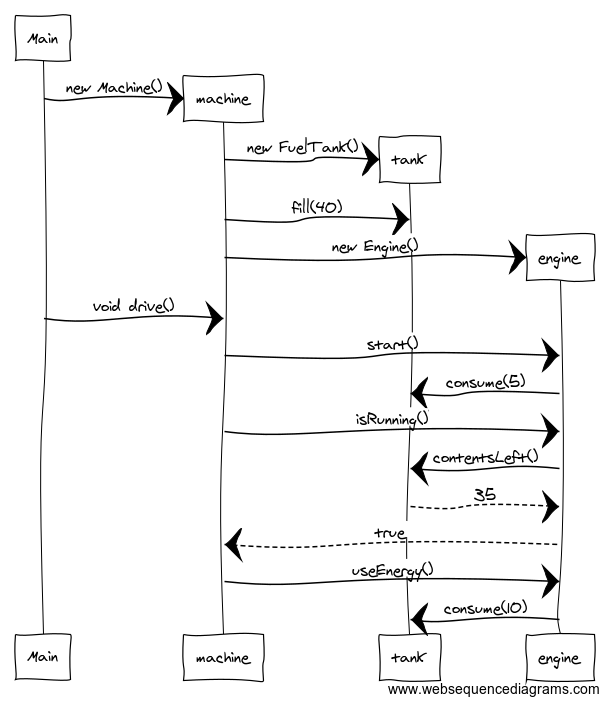 Main
new Machine()
machine
new FuelTank()
tank
fill(40)
new Engine()
engine
void drive()
start()
consume(5)
isRunning()
contentsLeft()
35
true
useEnergy()
consume(10)
Main machine tank engine
www.websequencediagrams.com